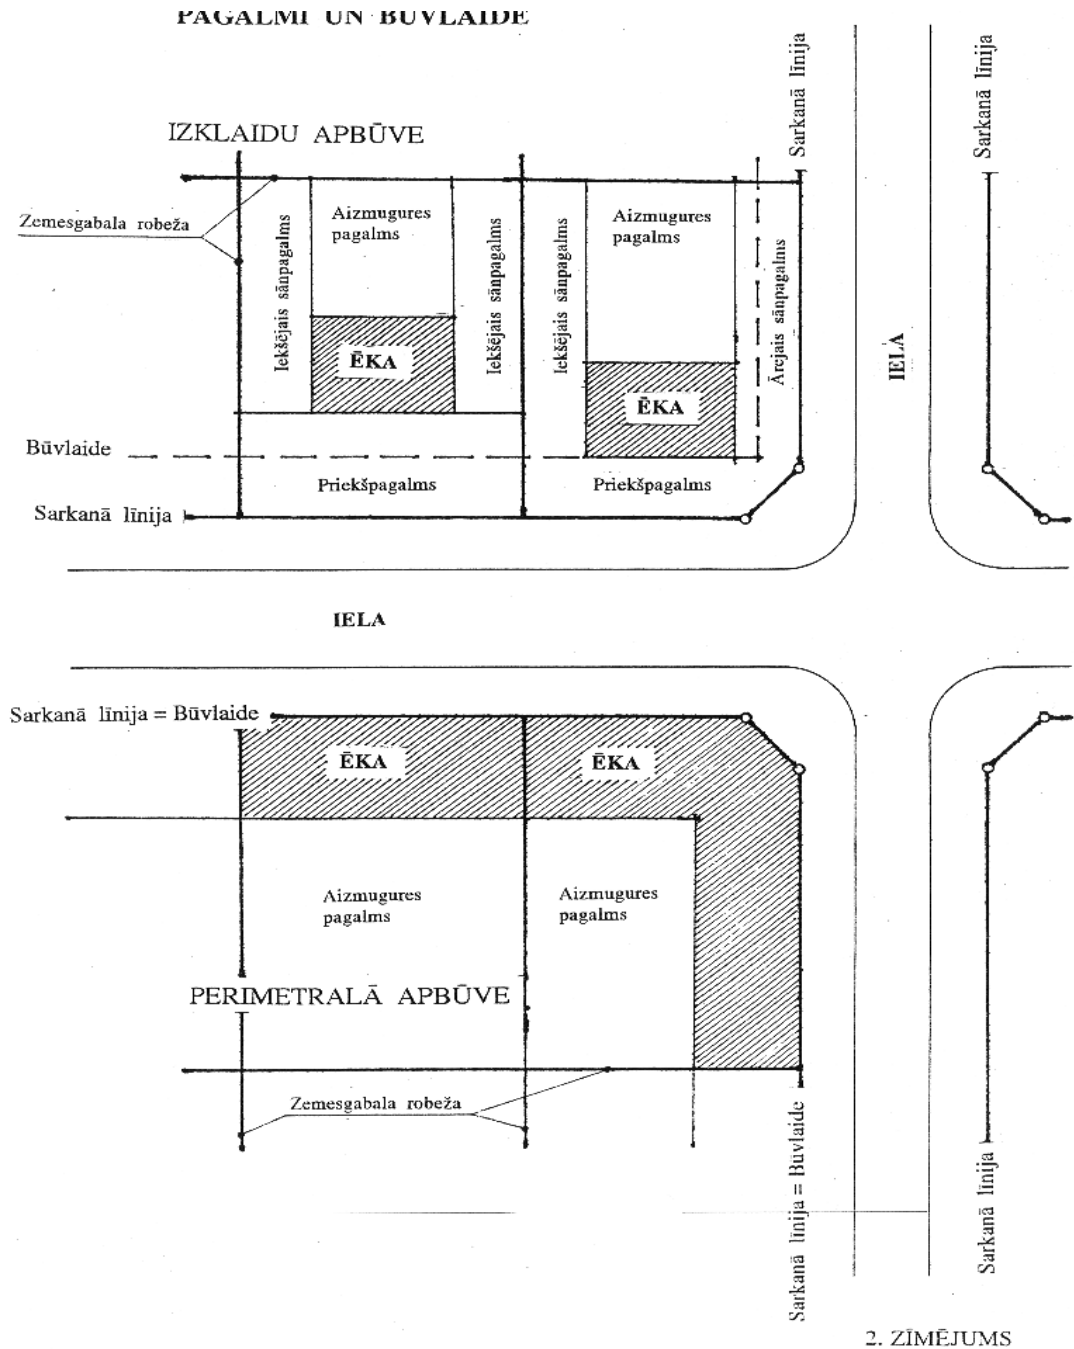 PAGALMI UN BŪVLAIDE
Sarkanā līnija
Sarkanā līnija
IZKLAIDU APBŪVE
Zemesgabala robeža
Iekšējais sānpagalms
Aizmugures
pagalms
Iekšējais sānpagalms
Iekšējais sānpagalms
Aizmugures
pagalms
Ārejais sānpagalms
ĒKA
ĒKA
IELA
Būvlaide
Priekšpagalms
Priekšpagalms
Sarkanā līnija
IELA
Sarkanā līnija = Būvlaide
ĒKA
ĒKA
Aizmugures
pagalms
Aizmugures
pagalms
PERIMETRALĀ APBŪVE
Zemesgabala robeža
Sarkanā līnija = Būvlaide
Sarkanā līnija
2. ZĪMĒJUMS